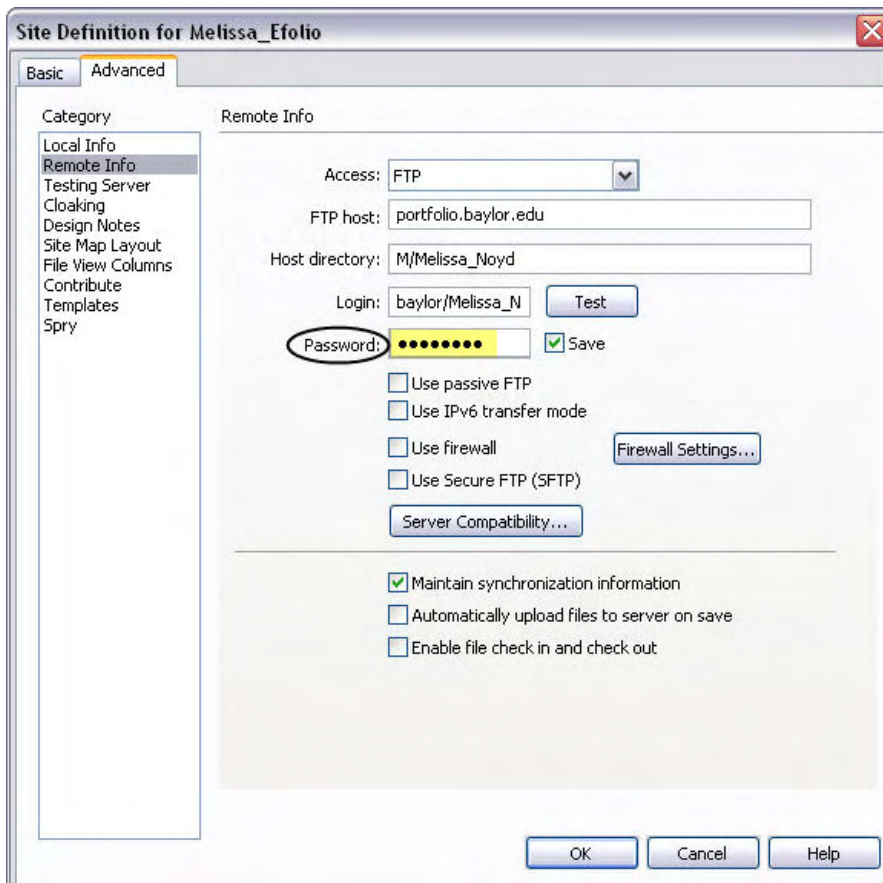 Site Definition for Melissa_Efolio
Basic
Advanced
Category
Local Info
Remote Info
Testing Server
Cloaking
Design Notes
Site Map Layout
File View Columns
Contribute
Templates
Spry
Remote Info
Access: FTP
FTP host: portfolio.baylor.edu
Host directory: M/Melissa_Noyd
Login: baylor/Melissa_N Test
Password: ●●●●●●●● Save
Use passive FTP
Use IPv6 transfer mode
Use firewall Firewall Settings...
Use Secure FTP (SFTP)
Server Compatibility...
Maintain synchronization information
Automatically upload files to server on save
Enable file check in and check out
OK Cancel Help